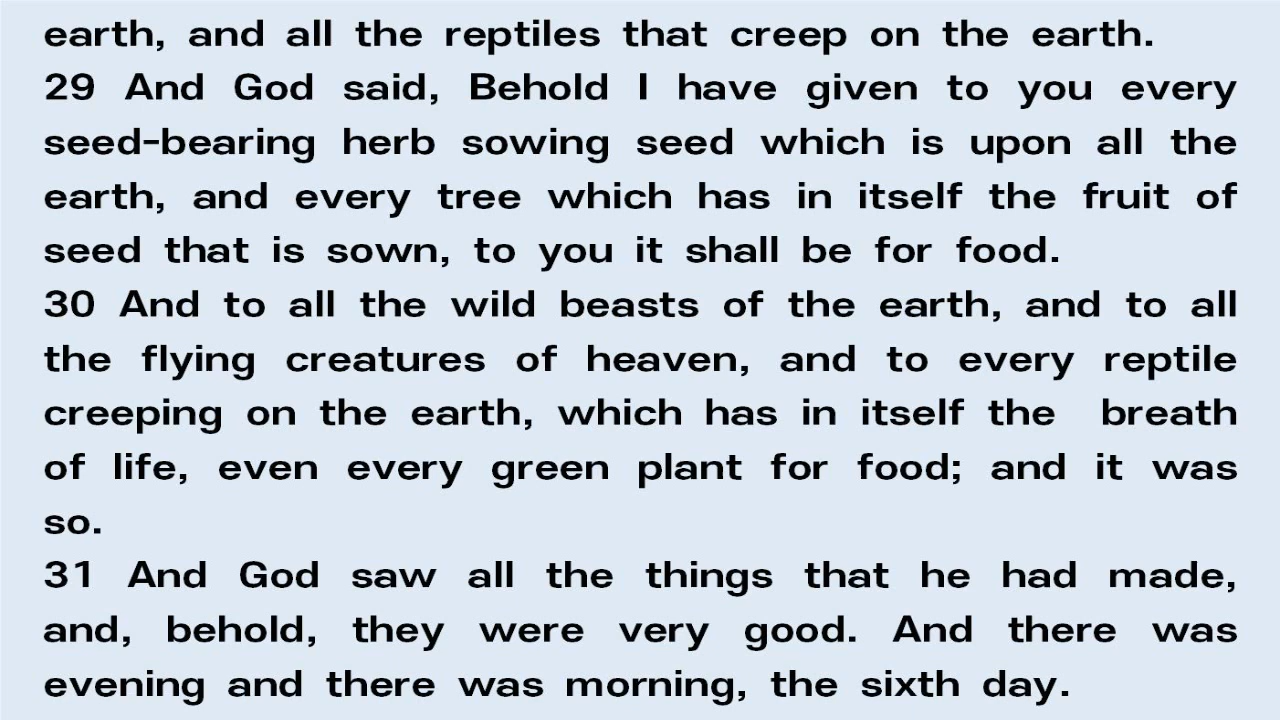 earth, and all the reptiles that creep on the earth.
29 And God said, Behold I have given to you every
seed-bearing herb sowing seed which is upon all the
earth, and every tree which has in itself the fruit of
seed that is sown, to you it shall be for food.
30 And to all the wild beasts of the earth, and to all
the flying creatures of heaven, and to every reptile
creeping on the earth, which has in itself the breath
of life, even every green plant for food; and it was
so.
31 And God saw all the things that he had made,
and, behold, they were very good. And there was
evening and there was morning, the sixth day.